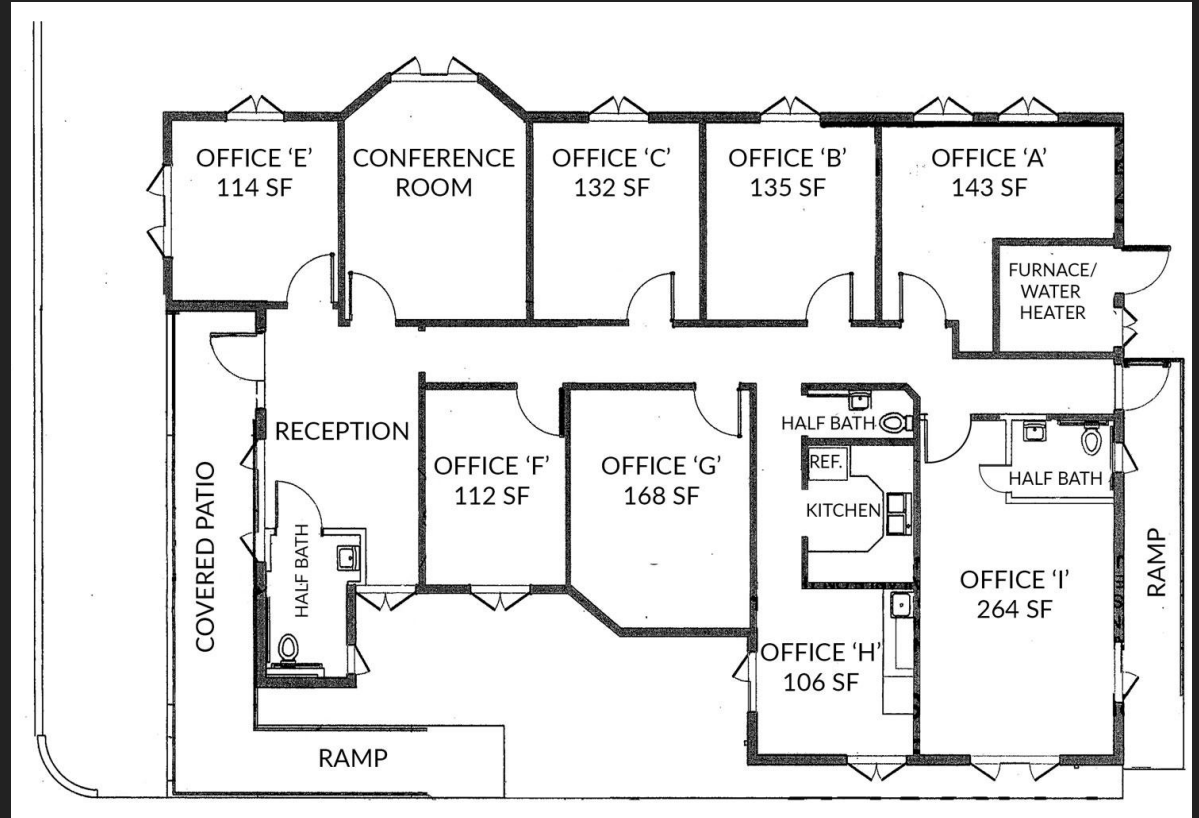 OFFICE ‘E’
114 SF
CONFERENCE
ROOM
OFFICE ‘C’
132 SF
OFFICE ‘B’
135 SF
OFFICE ‘A’
143 SF
FURNACE/
WATER
HEATER
RECEPTION
HALF BATH
OFFICE ‘F’
112 SF
OFFICE ‘G’
168 SF
REF.
KITCHEN
HALF BATH
COVERED PATIO
HALF BATH
OFFICE ‘I’
264 SF
RAMP
OFFICE ‘H’
106 SF
RAMP